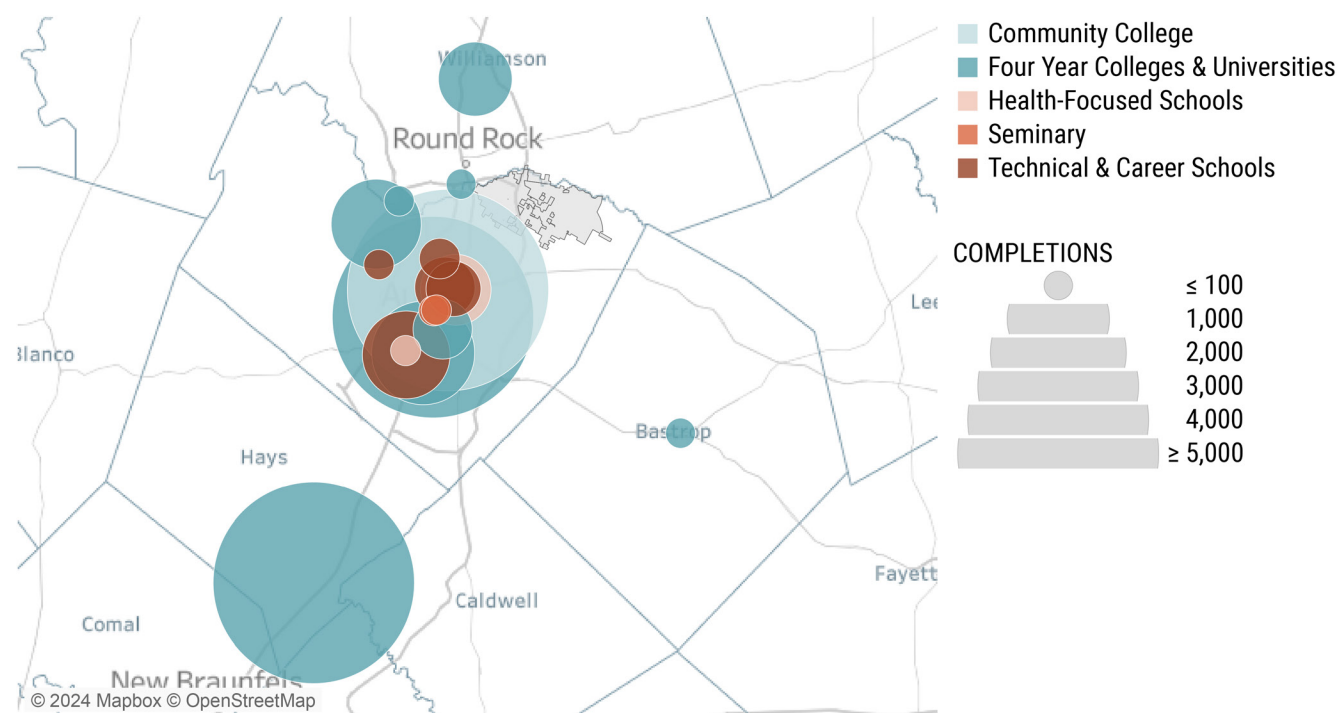 Williamson
Round Rock
Blanco
Bastrop
Hays
Caldwell
Comal
New Braunfels
Fayett
Lee
© 2024 Mapbox © OpenStreetMap
Community College
Four Year Colleges & Universities
Health-Focused Schools
Seminary
Technical & Career Schools
COMPLETIONS
≤ 100
1,000
2,000
3,000
4,000
≥ 5,000